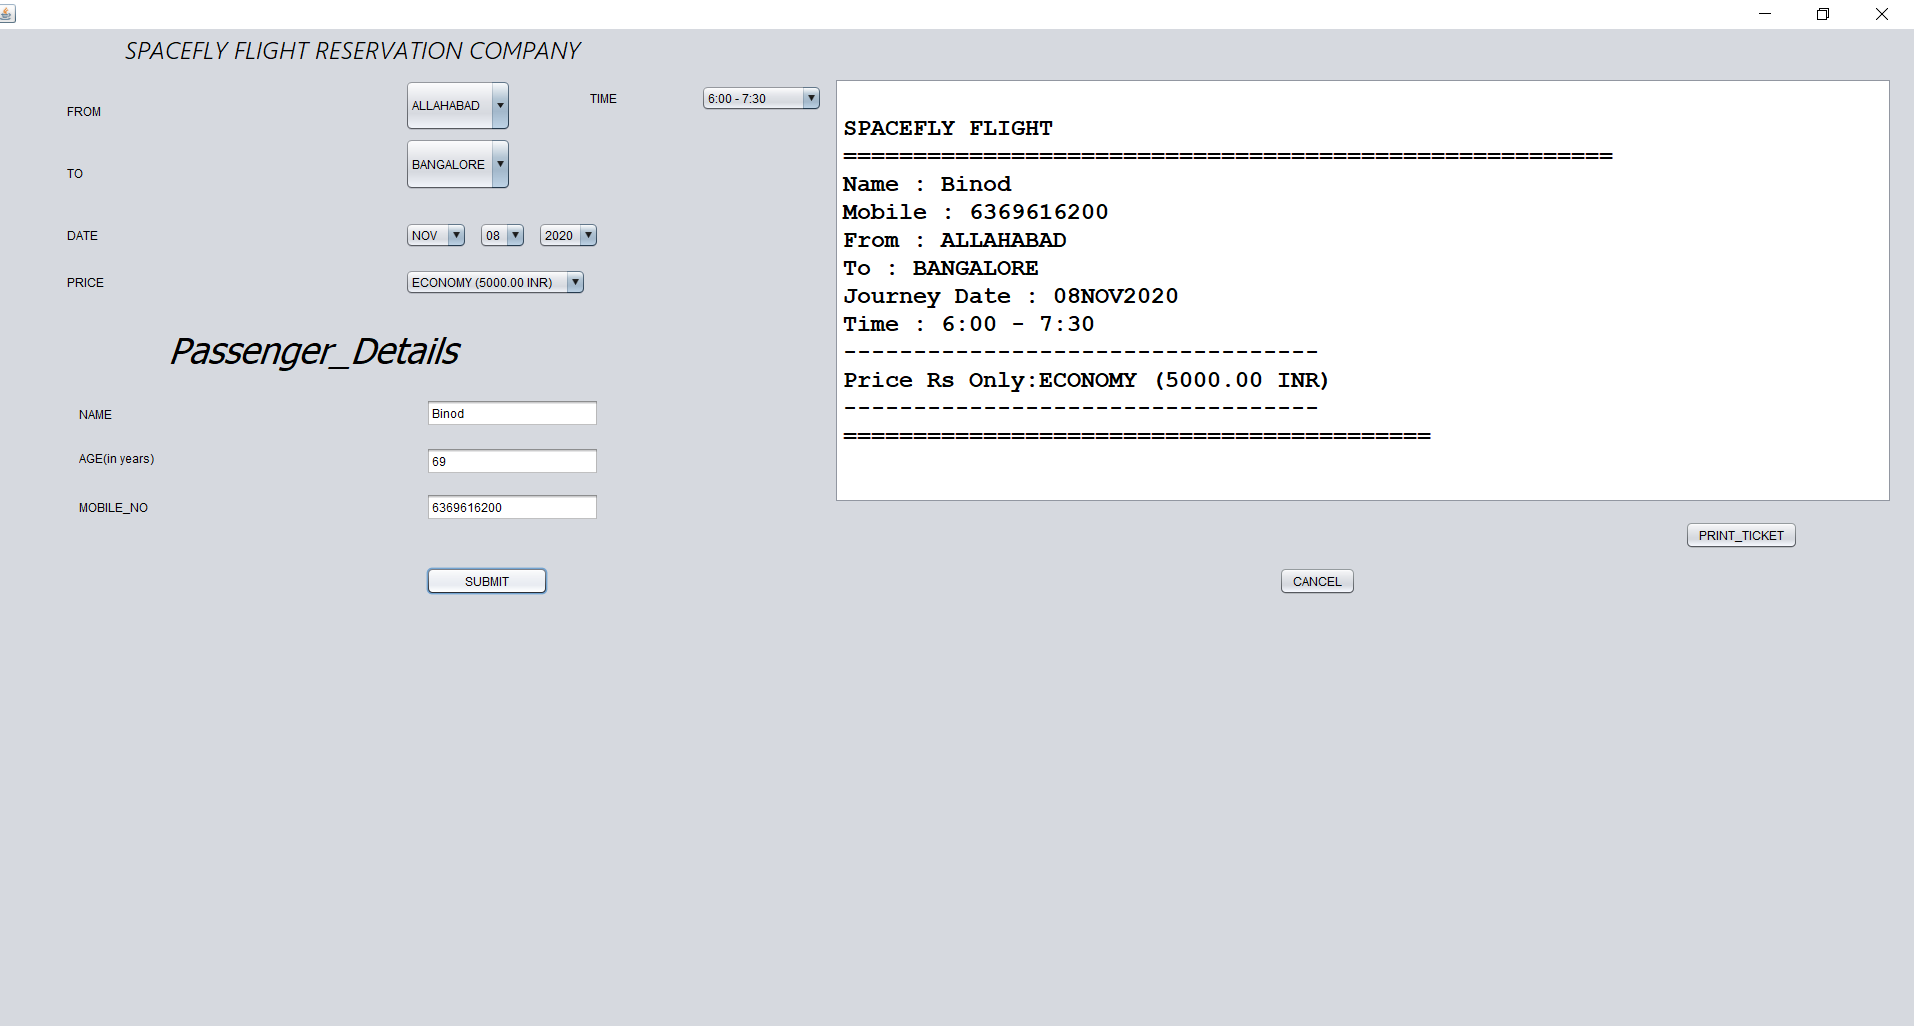 SPACEFLY FLIGHT RESERVATION COMPANY
FROM
ALLAHABAD
TIME
6:00 - 7:30
TO
BANGALORE
DATE
NOV
08
2020
PRICE
ECONOMY (5000.00 INR)
Passenger_Details
NAME
Binod
AGE(in years)
69
MOBILE_NO
6369616200
SUBMIT
SPACEFLY FLIGHT
=======================================================
Name : Binod
Mobile : 6369616200
From : ALLAHABAD
To : BANGALORE
Journey Date : 08NOV2020
Time : 6:00 - 7:30
----------------------------------
Price Rs Only:ECONOMY (5000.00 INR)
----------------------------------
==========================================
PRINT_TICKET
CANCEL